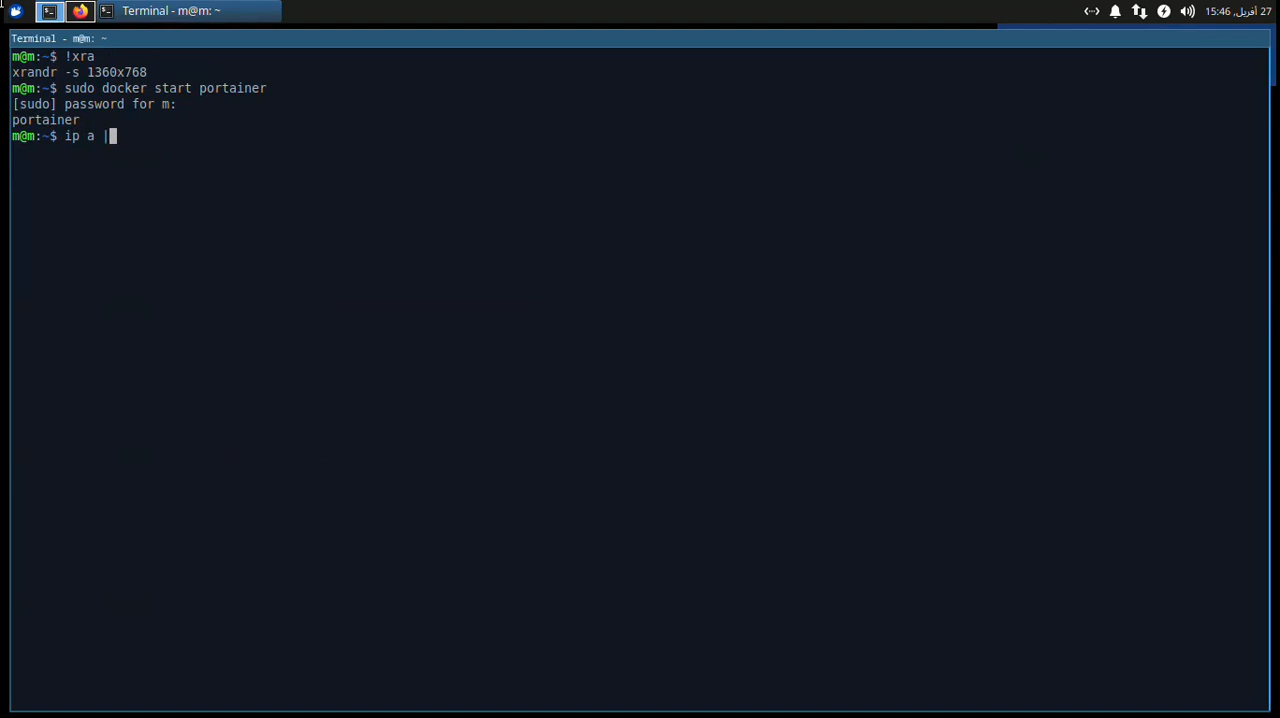 Terminal - m@m: ~
27 أفريل, 15:46
Terminal - m@m: ~
m@m:~$ !xra
xrandr -s 1360x768
m@m:~$ sudo docker start portainer
[sudo] password for m:
portainer
m@m:~$ ip a |